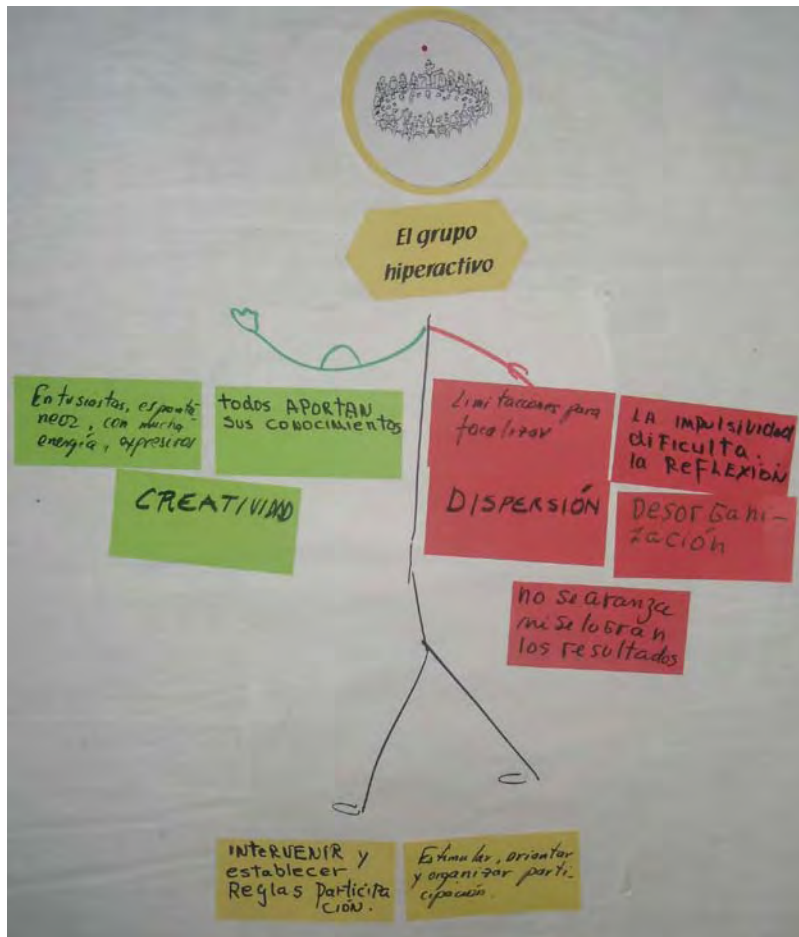 El grupo
hiperactivo
Entusiastas, espontá-
neoz, con mucha
energía, expresivos
todos APORTAN
SUS CONOCIMIENTOS
CREATIVIDAD
Limitacciones para
focalizar
LA IMPULSIVIDAD
dificulta.
la REFLEXIÓN
DISPERSIÓN
Desorgani-
zación
no se avanza
ni se logran
los resultados
INTERVENIR y
establecer
Reglas Participa
CIÓN.
Estimular, orientar
y organizar parti-
cipación.